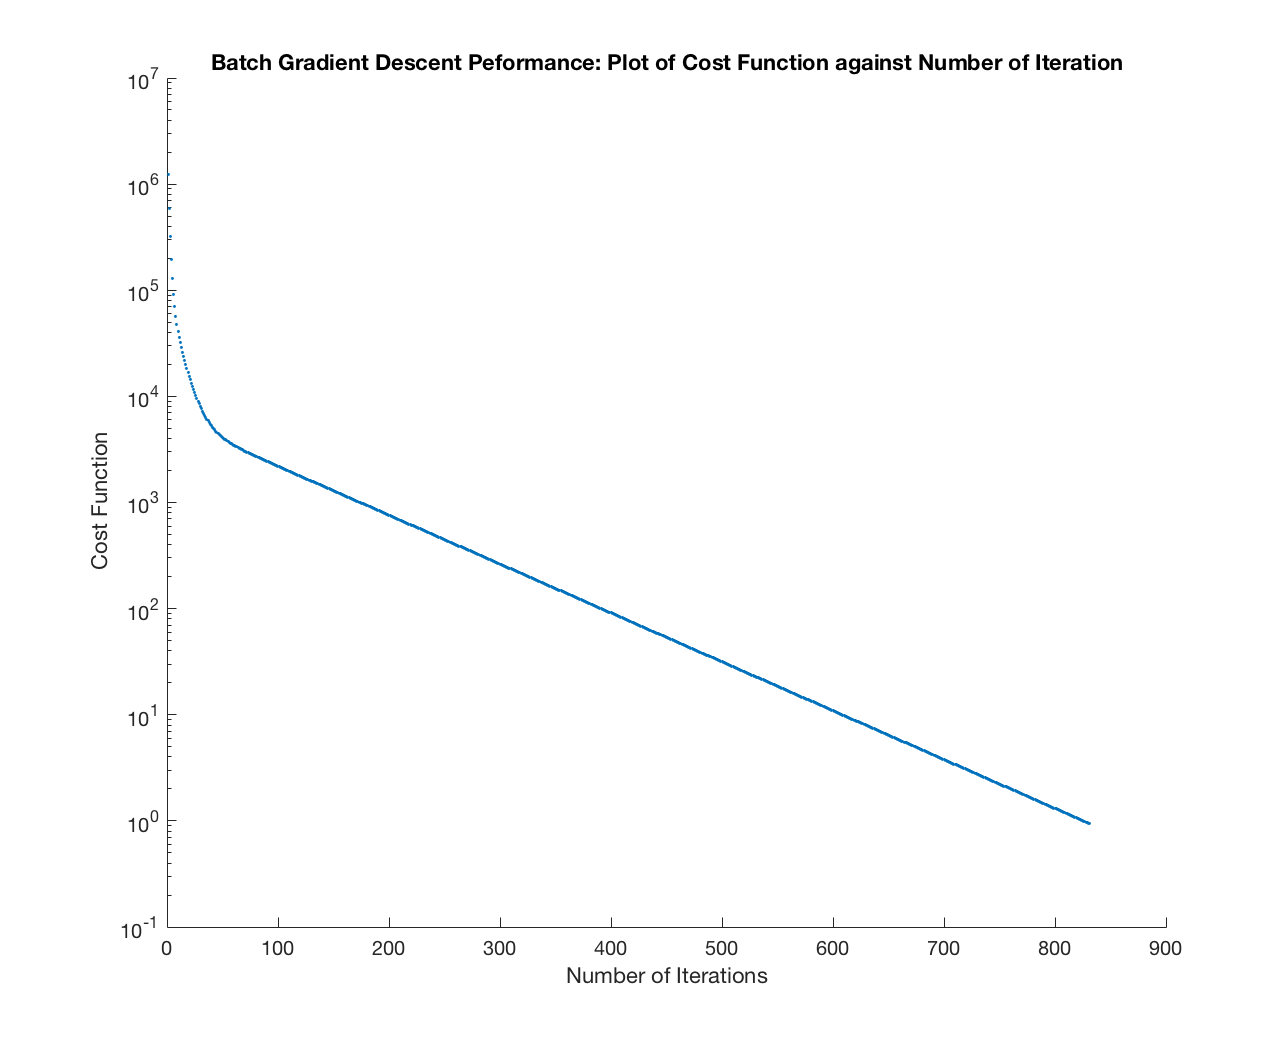 Batch Gradient Descent Peformance: Plot of Cost Function against Number of Iteration
10^7
10^6
10^5
10^4
10^3
10^2
10^1
10^0
10^-1
Cost Function
0 100 200 300 400 500 600 700 800 900
Number of Iterations